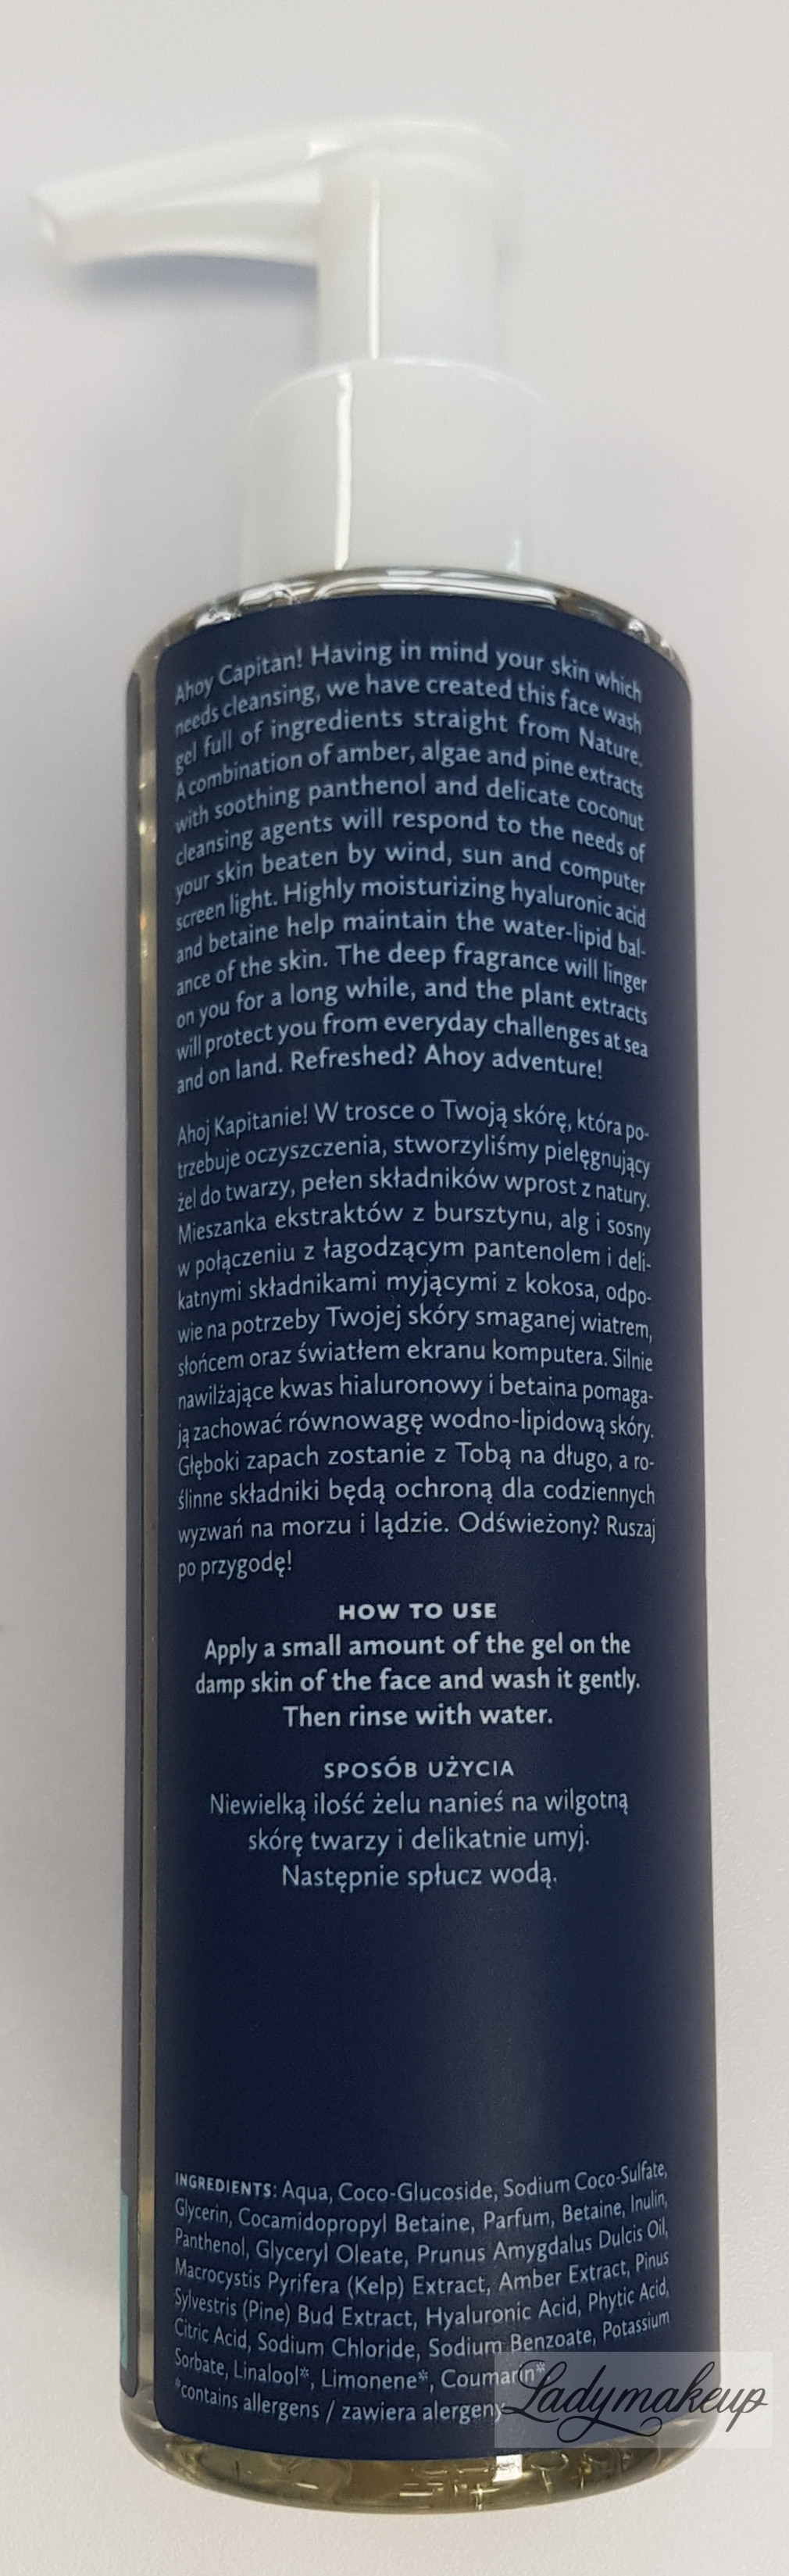 Ahoy Capitan! Having in mind your skin which
needs cleansing, we have created this face wash
gel full of ingredients straight from Nature.
A combination of amber, algae and pine extracts
with soothing panthenol and delicate coconut
cleansing agents will respond to the needs of
your skin beaten by wind, sun and computer
screen light. Highly moisturizing hyaluronic acid
and betaine help maintain the water-lipid bal-
ance of the skin. The deep fragrance will linger
on you for a long while, and the plant extracts
will protect you from everyday challenges at sea
and on land. Refreshed? Ahoy adventure!
Ahoj Kapitanie! W trosce o Twoją skórę, która po-
trzebuje oczyszczenia, stworzyliśmy pielęgnujący
żel do twarzy, pełen składników wprost z natury.
Mieszanka ekstraktów z bursztynu, alg i sosny
w połączeniu z łagodzącym pantenolem i deli-
katnymi składnikami myjącymi z kokosa, odpo-
wie na potrzeby Twojej skóry smaganej wiatrem,
słońcem oraz światłem ekranu komputera. Silnie
nawilżające kwas hialuronowy i betaina pomaga-
ją zachować równowagę wodno-lipidową skóry.
Głęboki zapach zostanie z Tobą na długo, a ro-
ślinne składniki będą ochroną dla codziennych
wyzwań na morzu i lądzie. Odświeżony? Ruszaj
po przygodę!
HOW TO USE
Apply a small amount of the gel on the
damp skin of the face and wash it gently.
Then rinse with water.
SPOSÓB UŻYCIA
Niewielką ilość żelu nanieś na wilgotną
skórę twarzy i delikatnie umyj.
Następnie spłucz wodą.
INGREDIENTS: Aqua, Coco-Glucoside, Sodium Coco-Sulfate,
Glycerin, Cocamidopropyl Betaine, Parfum, Betaine, Inulin,
Panthenol, Glyceryl Oleate, Prunus Amygdalus Dulcis Oil,
Macrocystis Pyrifera (Kelp) Extract, Amber Extract, Pinus
Sylvestris (Pine) Bud Extract, Hyaluronic Acid, Phytic Acid,
Citric Acid, Sodium Chloride, Sodium Benzoate, Potassium
Sorbate, Linalool*, Limonene*, Coumarin*
*contains allergens / zawiera alergeny
Ladymakeup